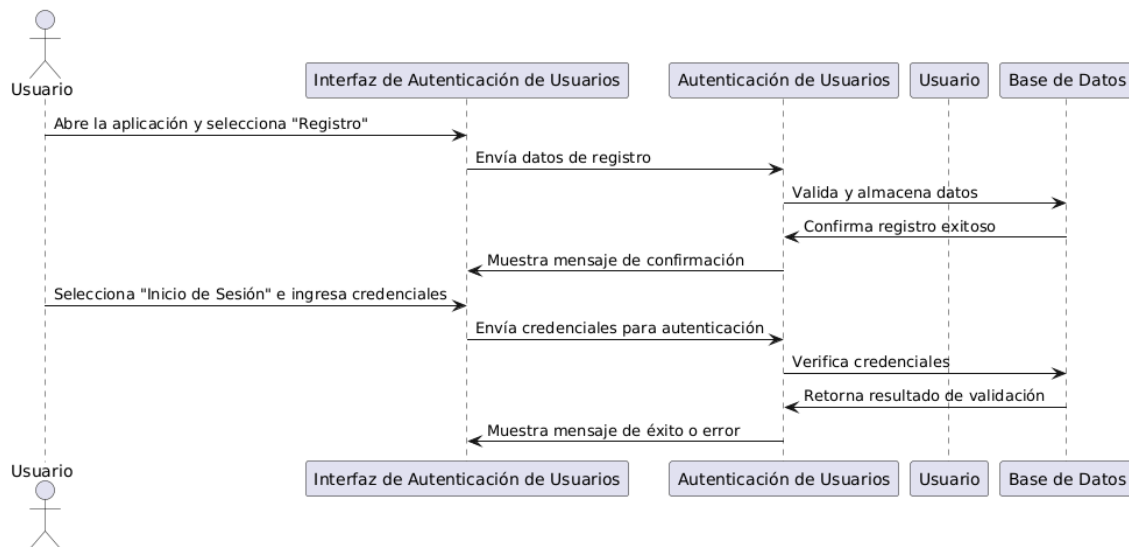 Usuario
Interfaz de Autenticación de Usuarios
Autenticación de Usuarios
Usuario
Base de Datos
Abre la aplicación y selecciona "Registro"
Envía datos de registro
Valida y almacena datos
Confirma registro exitoso
Muestra mensaje de confirmación
Selecciona "Inicio de Sesión" e ingresa credenciales
Envía credenciales para autenticación
Verifica credenciales
Retorna resultado de validación
Muestra mensaje de éxito o error
Usuario
Interfaz de Autenticación de Usuarios
Autenticación de Usuarios
Usuario
Base de Datos